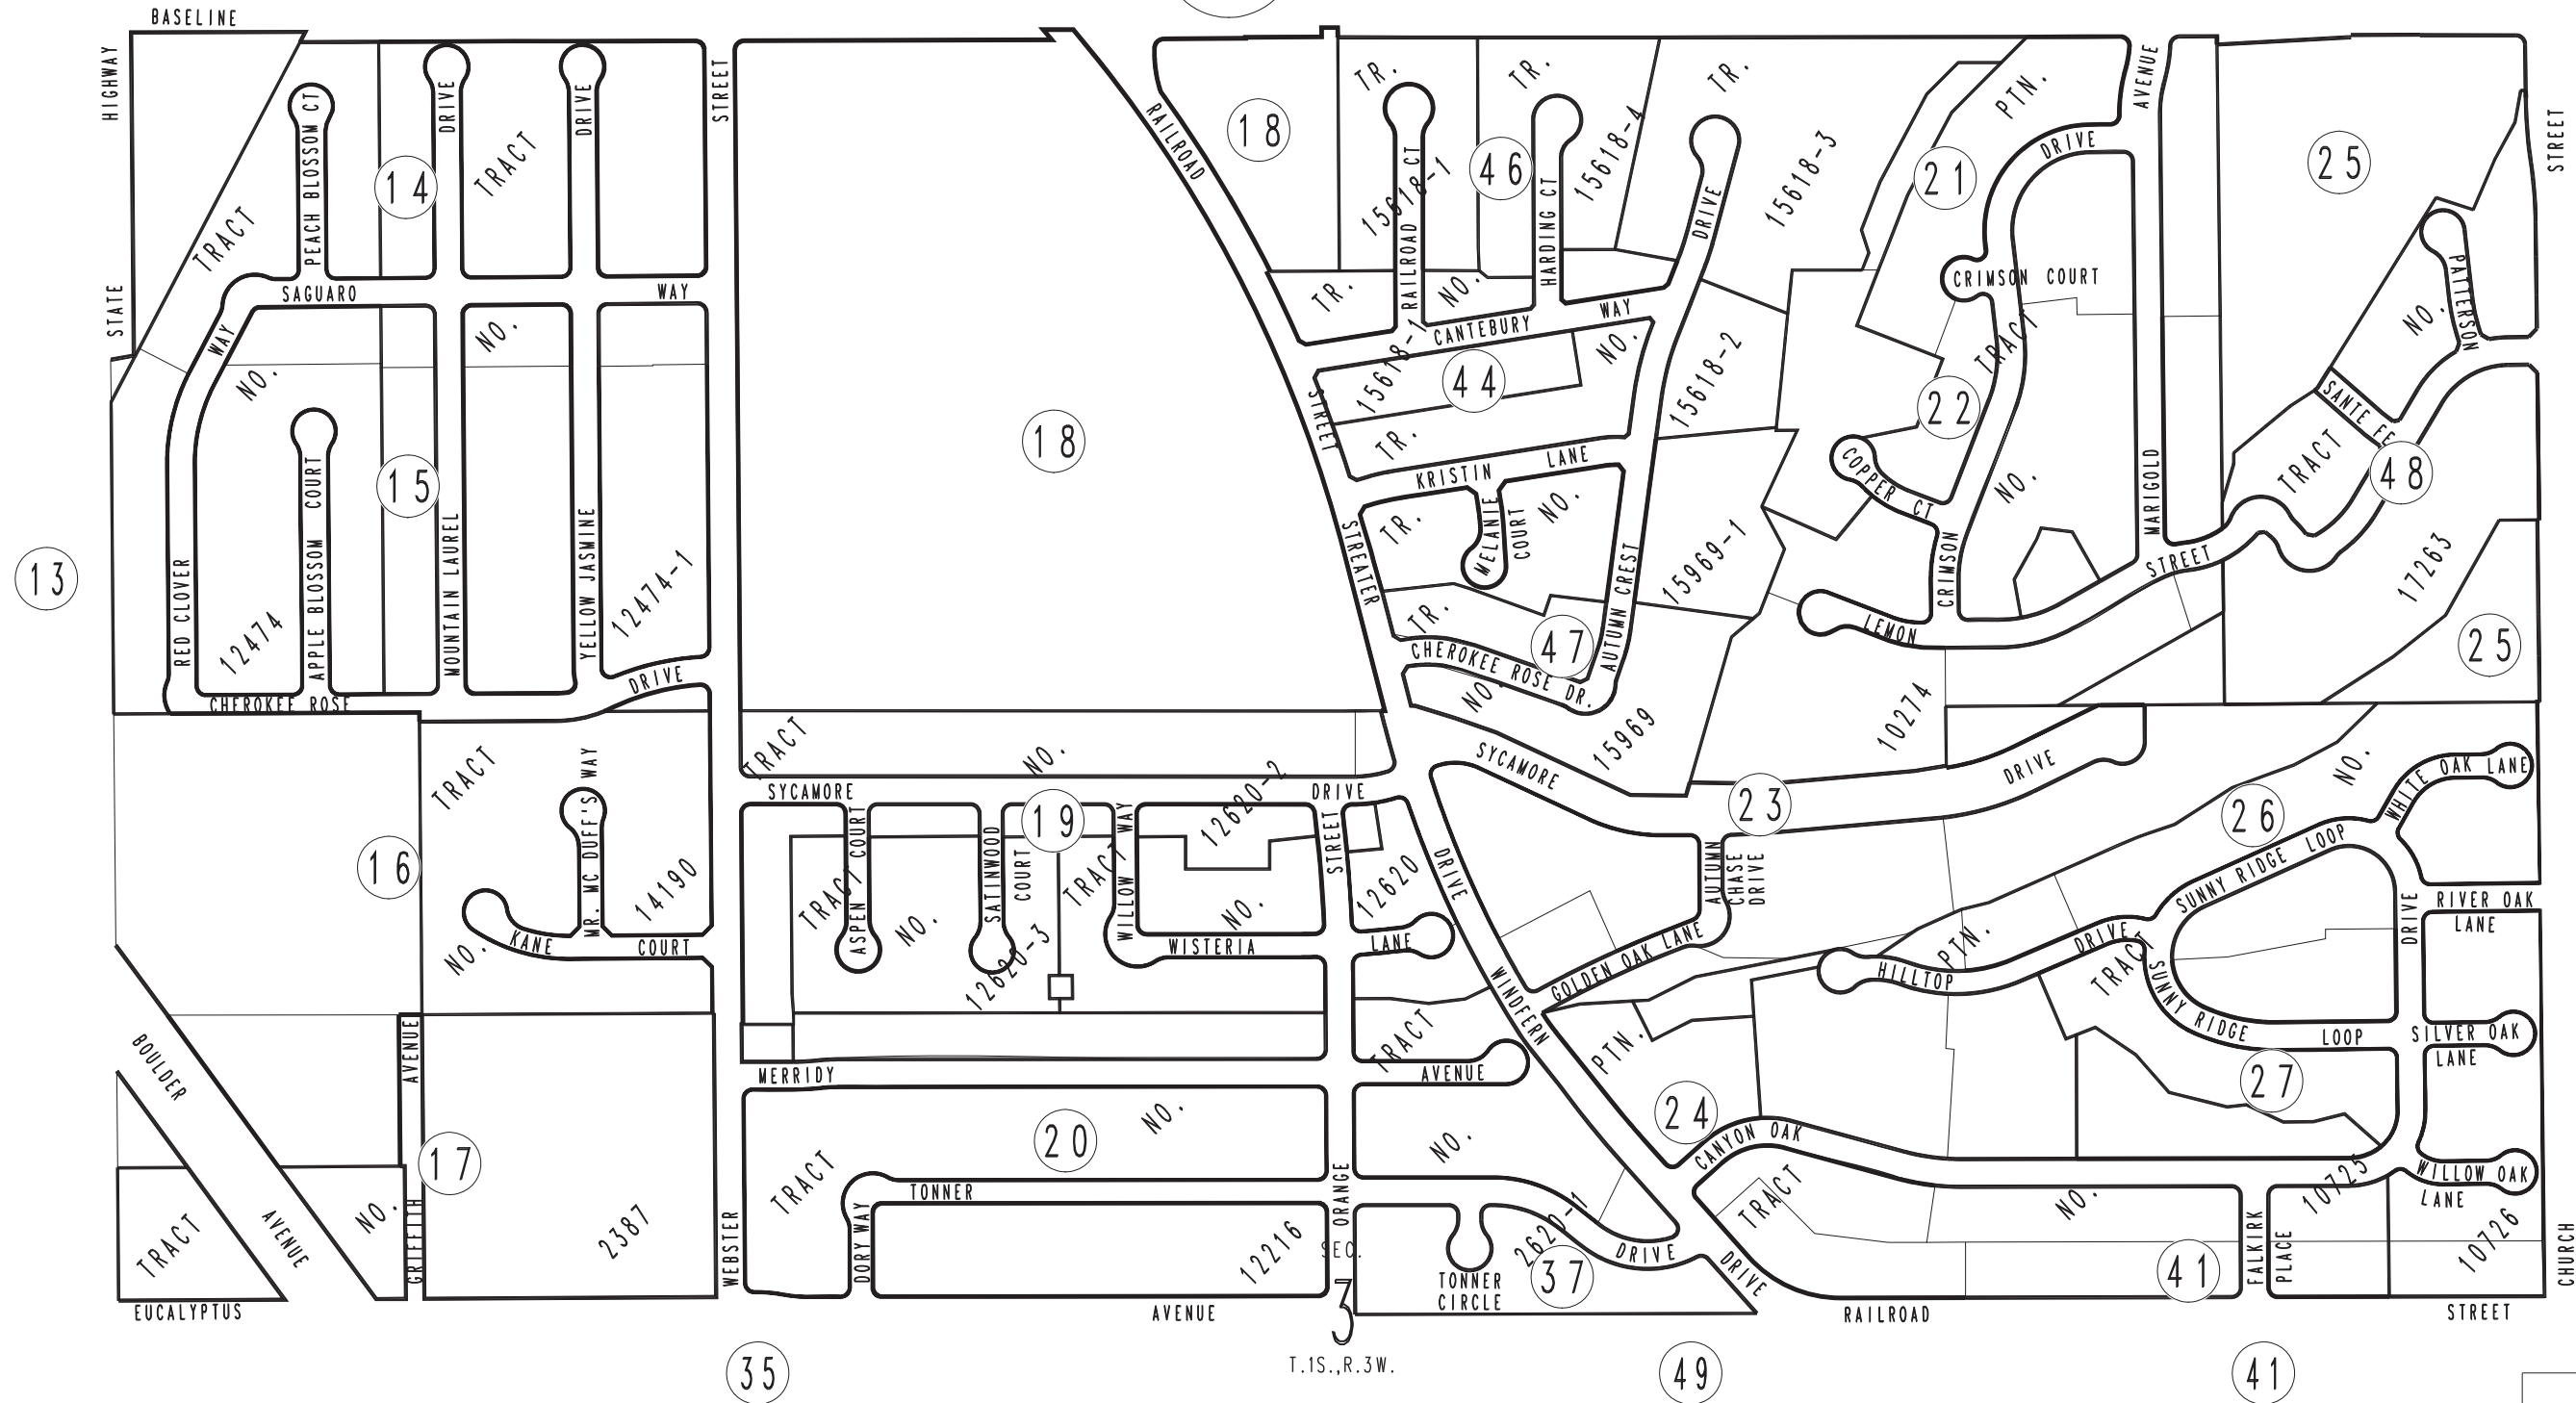 BASELINE
HIGHWAY
STATE
STREET
RAILROAD
STREET
AVENUE
STREET
TRACT
PEACH BLOSSOM CT
14
DRIVE
TRACT
DRIVE
SAGUARO
WAY
WAY
NO.
NO.
12474
12474-1
13
15
RED CLOVER
APPLE BLOSSOM COURT
MOUNTAIN LAUREL
YELLOW JASMINE
CHEROKEE ROSE
DRIVE
18
18
TR.
15618-1
RAILROAD CT
46
TR.
15618-4
HARDING CT
TR.
15618-3
DRIVE
TR.
NO.
15618-1
CANTEBURY
WAY
44
NO.
15618-2
TR.
KRISTIN
LANE
TR.
MELANIE
COURT
NO.
15969-1
STREATER
TR.
47
CHEROKEE ROSE DR.
AUTUMN CREST
NO.
15969
21
PTN.
DRIVE
CRIMSON COURT
TRACT
22
NO.
COPPER CT
CRIMSON
LEMON
STREET
MARIGOLD
10274
25
PATTERSON
NO.
SANTE FE
TRACT
48
17263
25
TRACT
NO.
SYCAMORE
DRIVE
SYCAMORE
DRIVE
23
16
TRACT
MR. MC DUFF'S WAY
14190
NO.
KANE
COURT
TRACT
ASPEN COURT
NO.
SATINWOOD
COURT
19
12620-3
TRACT
WILLOW WAY
12620-2
NO.
WISTERIA
LANE
STREET
12620
DRIVE
WINDFERN
AUTUMN
CHASE
DRIVE
GOLDEN OAK LANE
26
NO.
WHITE OAK LANE
SUNNY RIDGE LOOP
DRIVE
RIVER OAK
LANE
PTN.
HILLTOP
DRIVE
TRACT
SUNNY RIDGE
LOOP
SILVER OAK
LANE
27
BOULDER
AVENUE
AVENUE
GRIFFITH
17
TRACT
NO.
2387
EUCALYPTUS
AVENUE
WEBSTER
MERRIDY
AVENUE
TRACT
20
NO.
TONNER
DORY WAY
12216
ORANGE
SEC.
3
T.1S.,R.3W.
TRACT
NO.
2620-1
DRIVE
TONNER
CIRCLE
37
PTN.
24
CANYON OAK
TRACT
NO.
10725
DRIVE
RAILROAD
STREET
41
FALKIRK
PLACE
WILLOW OAK
LANE
10726
CHURCH
35
49
41